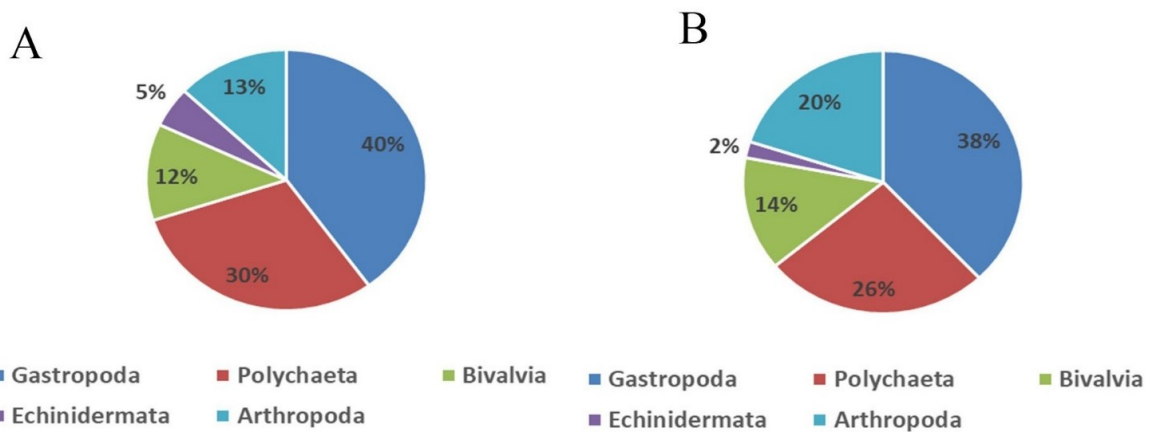 A
B
13%
5%
40%
12%
30%
20%
2%
38%
14%
26%
Gastropoda Polychaeta Bivalvia
Echinidermata Arthropoda
Gastropoda Polychaeta Bivalvia
Echinidermata Arthropoda